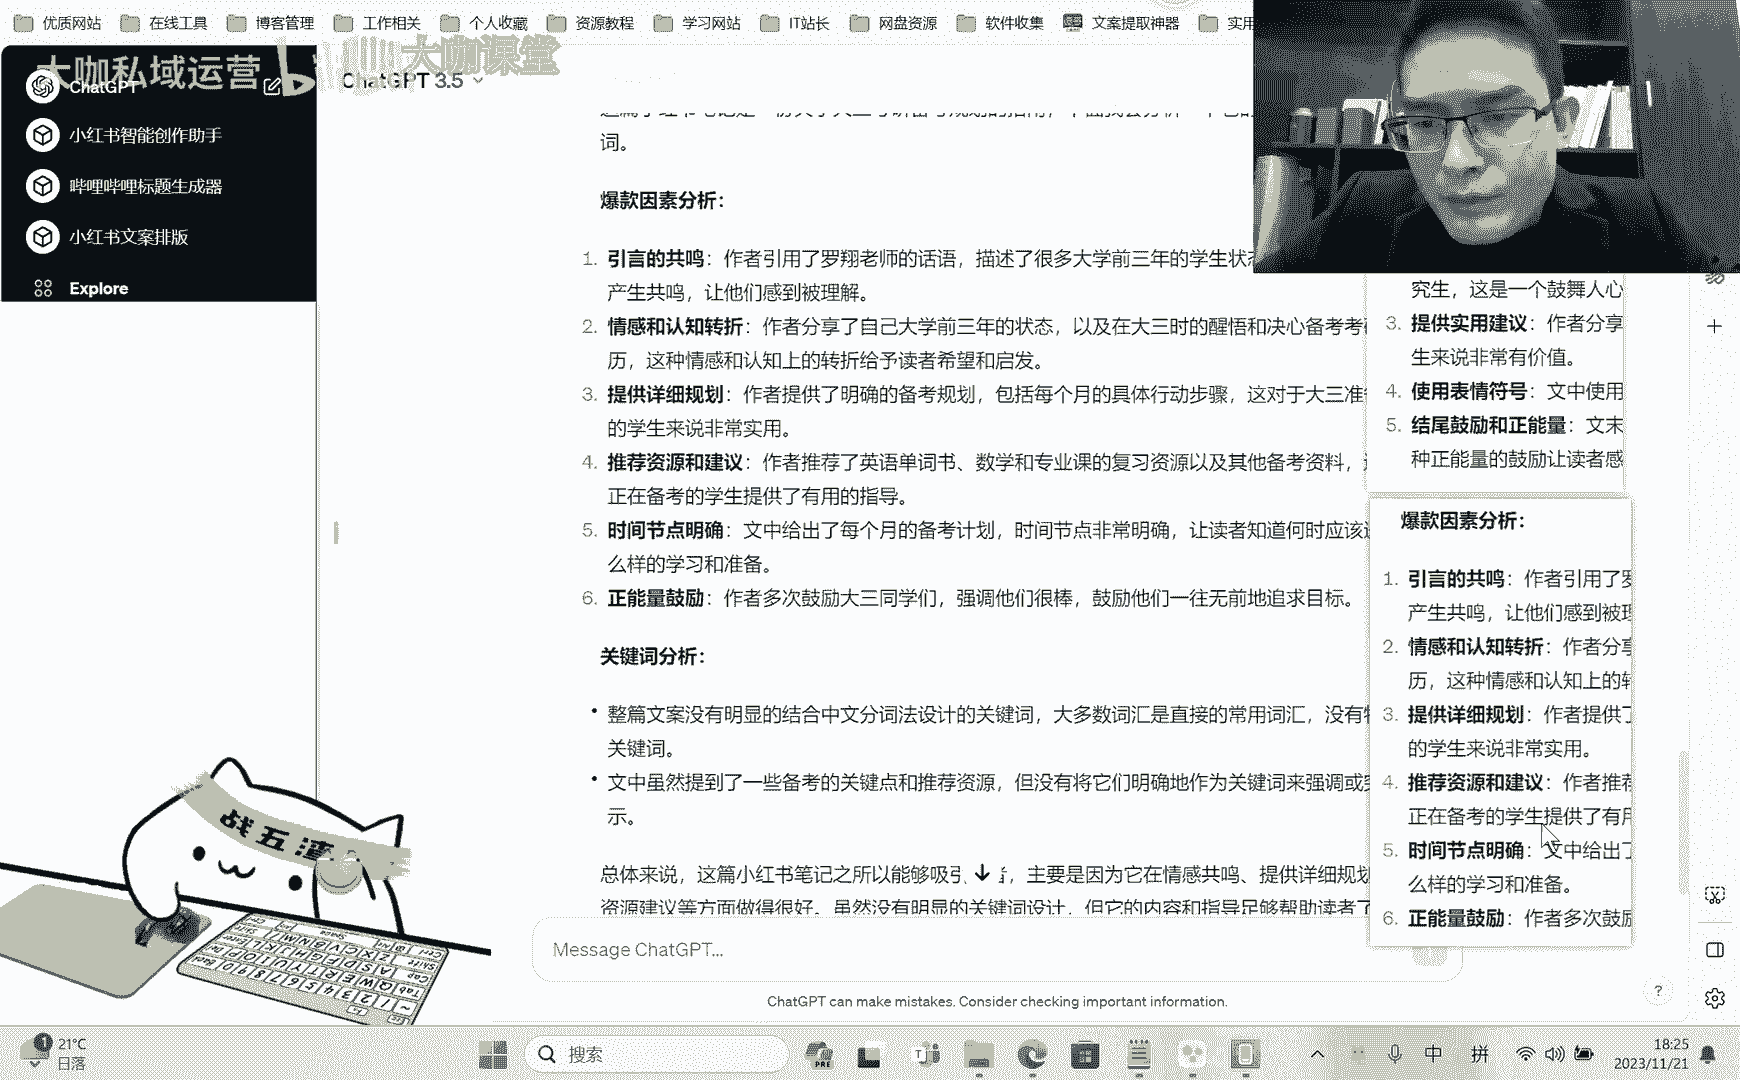 优质网站 在线工具 博客管理 工作相关 个人收藏 资源教程 学习网站 IT站长 网盘资源 软件收集 文案提取神器 实用
大咖私域运营
大咖课堂
ChatGPT
ChatGPT 3.5
小红书智能创作助手
哔哩哔哩标题生成器
小红书文案排版
Explore
词。
爆款因素分析：
1. 引言的共鸣：作者引用了罗翔老师的话语，描述了很多大学前三年的学生状
产生共鸣，让他们感到被理解。
2. 情感和认知转折：作者分享了自己大学前三年的状态，以及在大三时的醒悟和决心备考考
历，这种情感和认知上的转折给予读者希望和启发。
3. 提供详细规划：作者提供了明确的备考规划，包括每个月的具体行动步骤，这对于大三准
的学生来说非常实用。
4. 推荐资源和建议：作者推荐了英语单词书、数学和专业课的复习资源以及其他备考资料，
正在备考的学生提供了有用的指导。
5. 时间节点明确：文中给出了每个月的备考计划，时间节点非常明确，让读者知道何时应该
么样的学习和准备。
6. 正能量鼓励：作者多次鼓励大三同学们，强调他们很棒，鼓励他们一往无前地追求目标。
关键词分析：
• 整篇文案没有明显的结合中文分词法设计的关键词，大多数词汇是直接的常用词汇，没有
关键词。
• 文中虽然提到了一些备考的关键点和推荐资源，但没有将它们明确地作为关键词来强调或
示。
总体来说，这篇小红书笔记之所以能够吸引 ，主要是因为它在情感共鸣、提供详细规
资源建议等方面做得很好。虽然没有明显的关键词设计，但它的内容和指导足够帮助读者
Message ChatGPT...
ChatGPT can make mistakes. Consider checking important information.
?
究生，这是一个鼓舞人心
3. 提供实用建议：作者分享
生来说非常有价值。
4. 使用表情符号：文中使用
5. 结尾鼓励和正能量：文末
种正能量的鼓励让读者感
爆款因素分析：
1. 引言的共鸣：作者引用了罗
产生共鸣，让他们感到被理
2. 情感和认知转折：作者分享
历，这种情感和认知上的转
3. 提供详细规划：作者提供了
的学生来说非常实用。
4. 推荐资源和建议：作者推荐
正在备考的学生提供了有用
5. 时间节点明确：文中给出了
么样的学习和准备。
6. 正能量鼓励：作者多次鼓励
战五渣
1
21°C
日落
搜索
PRE
中
拼
18:25
2023/11/21